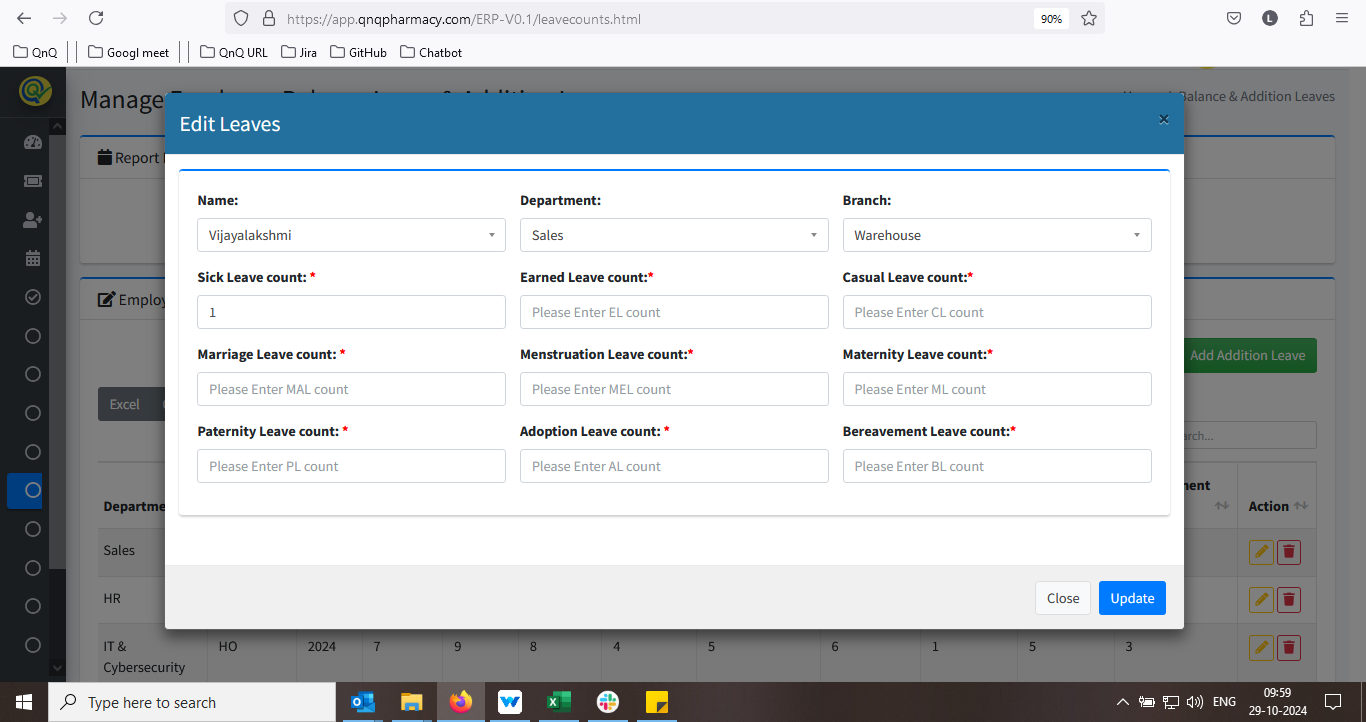 https://app.qnqpharmacy.com/ERP-V0.1/leavecounts.html
90%
L
QnQ
Googl meet
QnQ URL
Jira
GitHub
Chatbot
Manage
Balance & Addition Leaves
Edit Leaves
×
Report
Name:
Department:
Branch:
Vijayalakshmi
Sales
Warehouse
Sick Leave count: *
Earned Leave count:*
Casual Leave count:*
Employ
1
Please Enter EL count
Please Enter CL count
Marriage Leave count: *
Menstruation Leave count:*
Maternity Leave count:*
Add Addition Leave
Please Enter MAL count
Please Enter MEL count
Please Enter ML count
Excel
Paternity Leave count: *
Adoption Leave count: *
Bereavement Leave count:*
Please Enter PL count
Please Enter AL count
Please Enter BL count
arch...
ment
Departme
Action
Sales
HR
Close
Update
IT &
Cybersecurity
HO
2024
7
9
8
4
5
6
1
5
3
Type here to search
ENG
09:59
29-10-2024